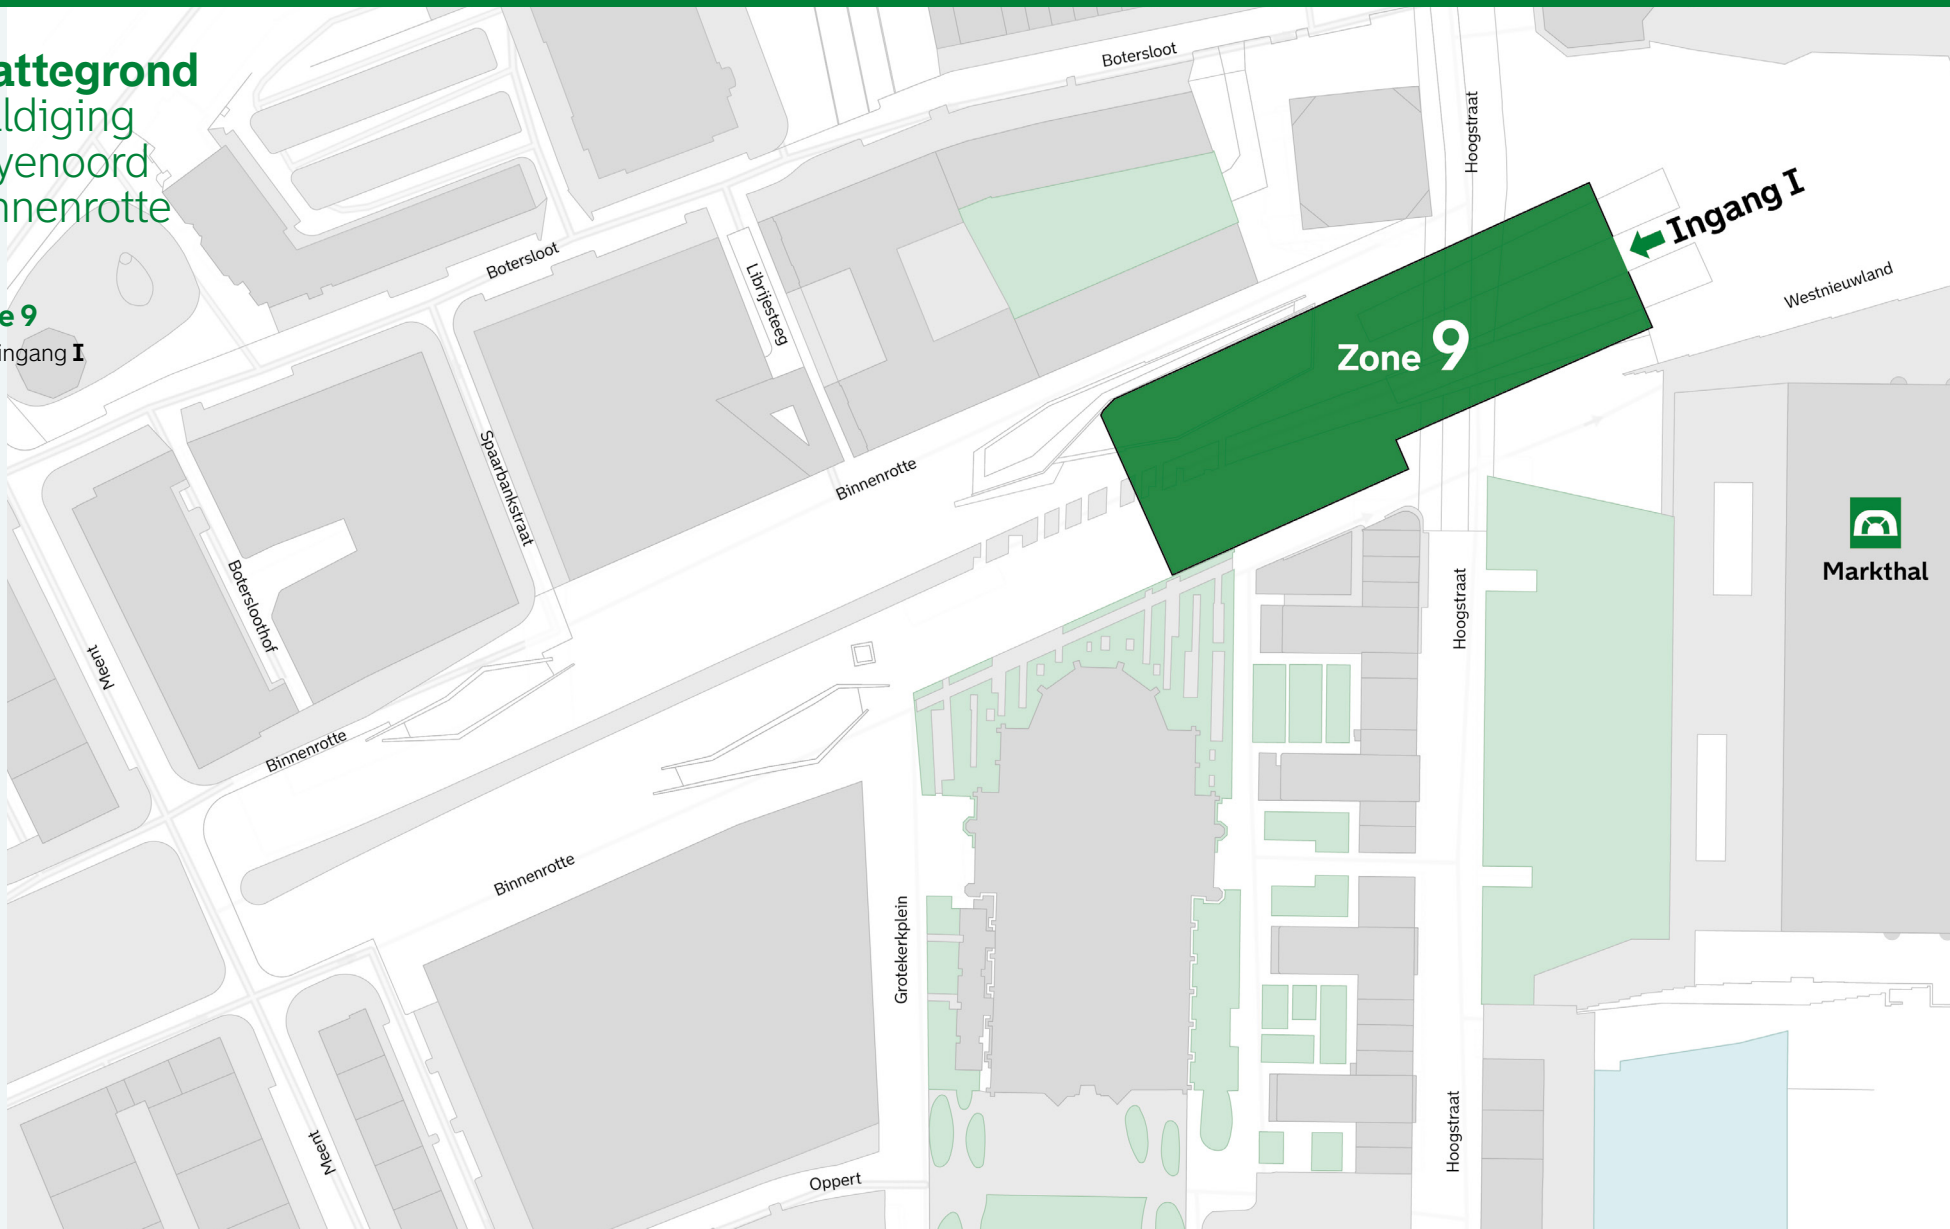 attegrond
ldiging
yenoord
nnenrotte
e 9
ingang I
Botersloot
Hoogstraat
Ingang I
Westnieuwland
Botersloot
Librijesteeg
Zone 9
Binnenrotte
Spaarbankstraat
Markthal
Botersloothof
Hoogstraat
Meent
Binnenrotte
Binnenrotte
Grotekerkplein
Meent
Hoogstraat
Oppert